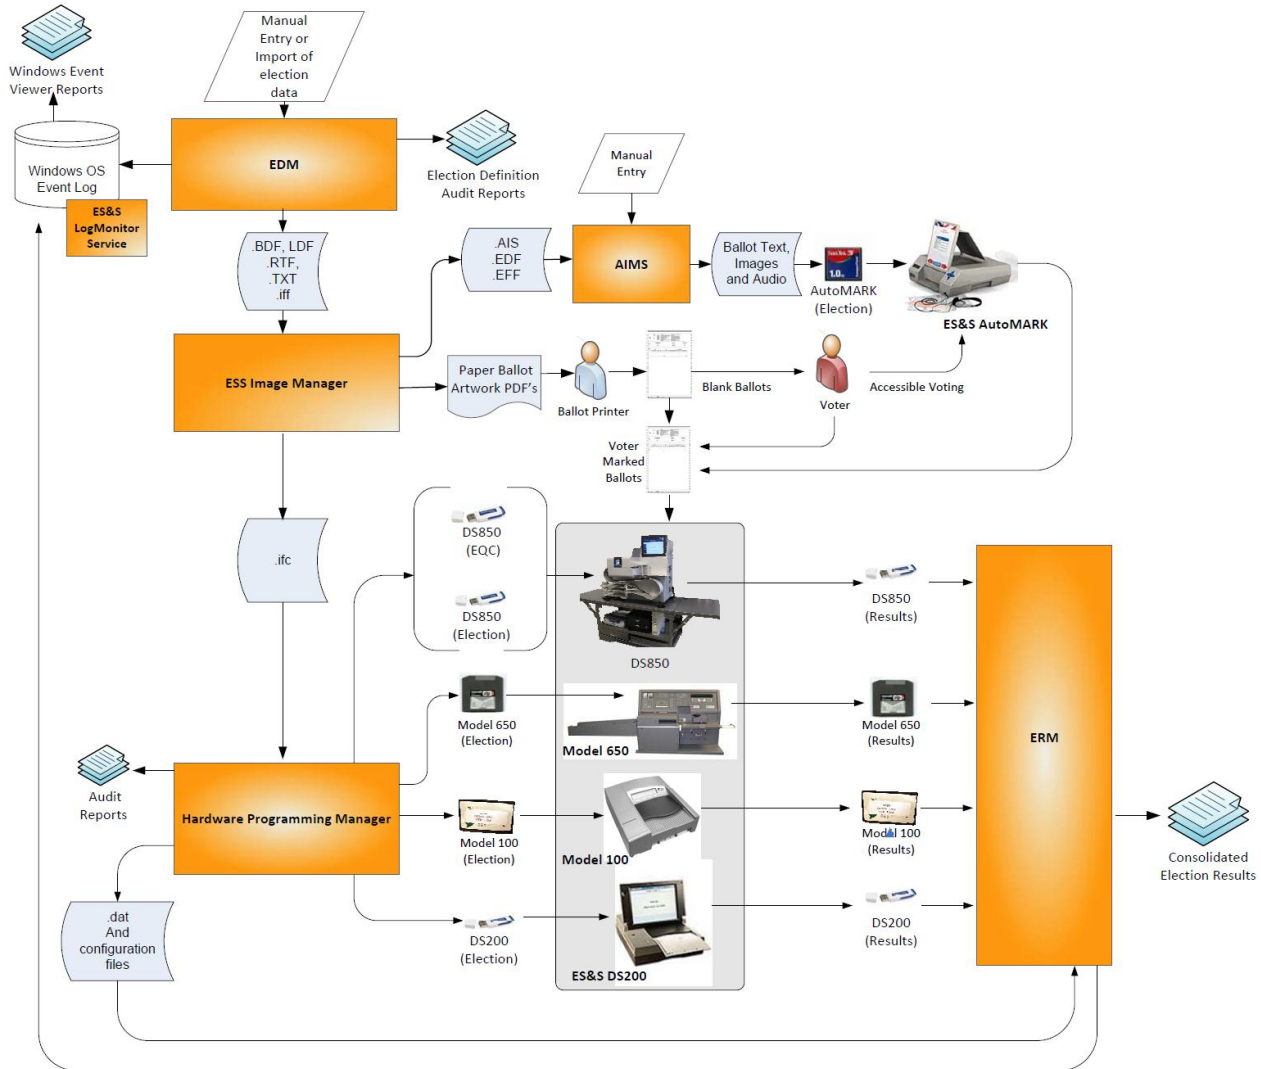 Manual
Entry or
Import of
election
data
Windows Event
Viewer Reports
EDM
Windows OS
Event Log
ES&S
LogMonitor
Service
Election Definition
Audit Reports
Manual
Entry
.BDF, LDF
.RTF,
.TXT
.iff
.AIS
.EDF
.EFF
AIMS
Ballot Text,
Images
and Audio
1.0
AutoMARK
(Election)
ES&S AutoMARK
ESS Image Manager
Paper Ballot
Artwork PDF's
Ballot Printer
Blank Ballots
Voter
Accessible Voting
Voter
Marked
Ballots
.ifc
DS850
(EQC)
DS850
(Election)
DS850
DS850
(Results)
Model 650
(Election)
Model 650
Model 650
(Results)
ERM
Audit
Reports
Hardware Programming Manager
Model 100
(Election)
Model 100
Model 100
(Results)
Consolidated
Election Results
.dat
And
configuration
files
DS200
(Election)
ES&S DS200
DS200
(Results)